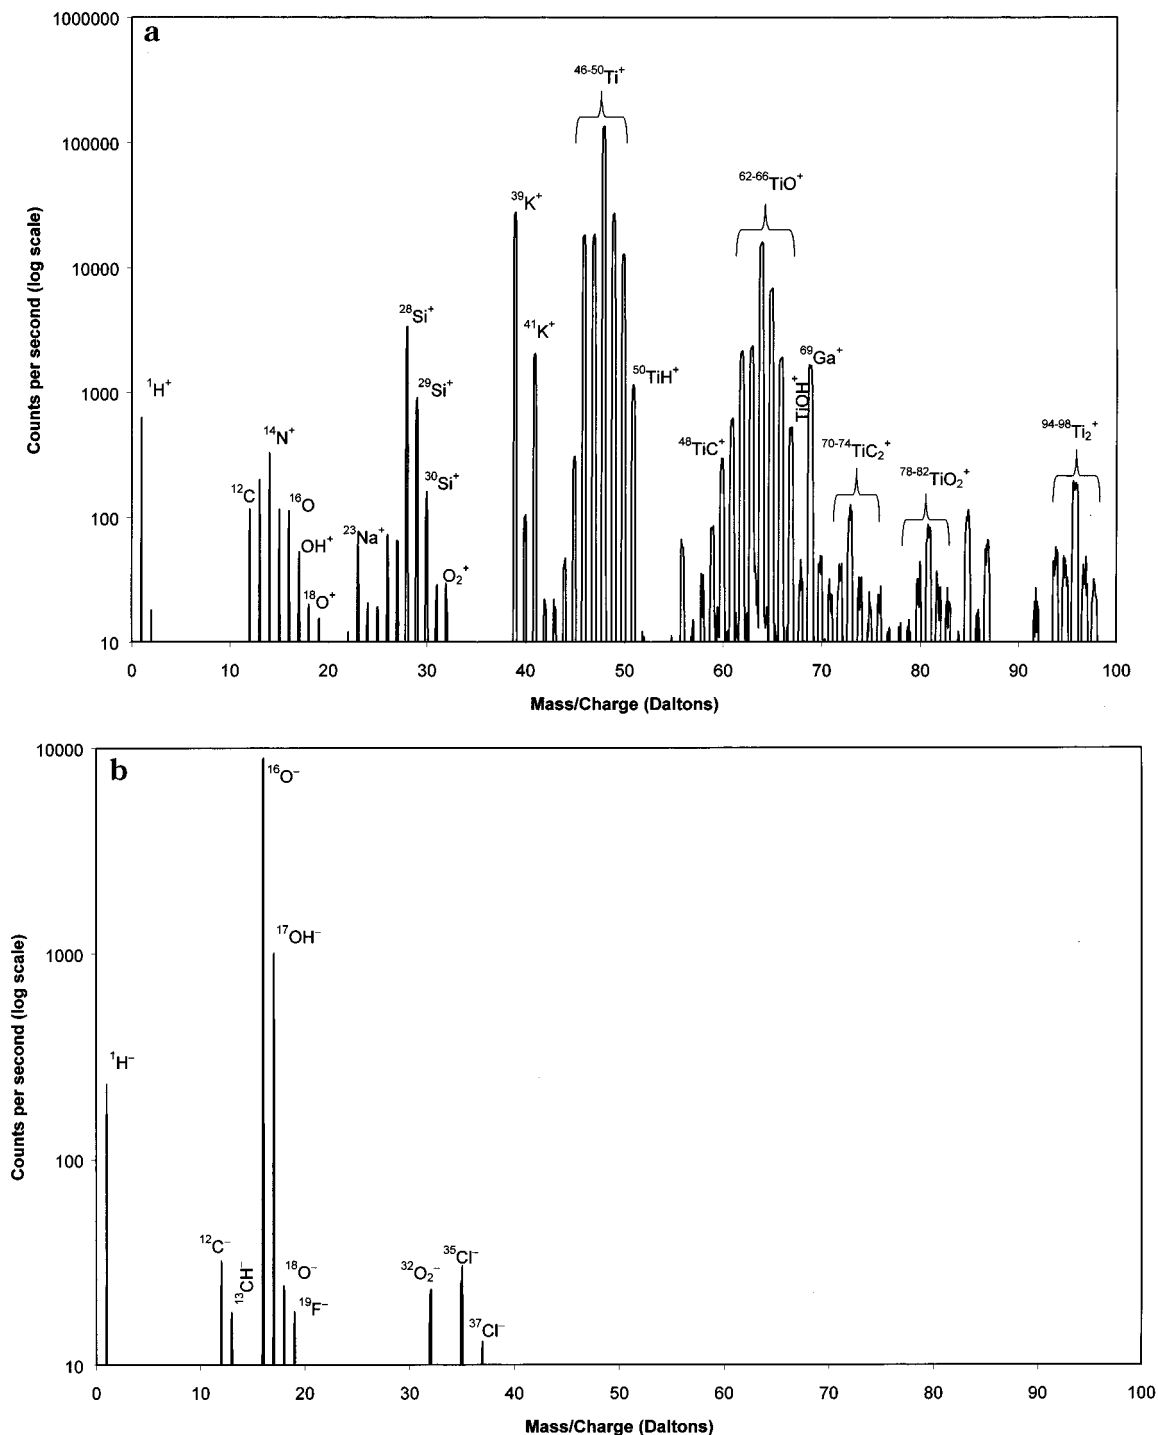 a
1000000
100000
10000
1000
100
10
Counts per second (log scale)
¹H⁺
¹²C
¹⁴N⁺
¹⁶O
OH⁺
¹⁸O⁺
²³Na⁺
²⁸Si⁺
²⁹Si⁺
³⁰Si⁺
O₂⁺
³⁹K⁺
⁴¹K⁺
⁴⁶⁻⁵⁰Ti⁺
⁵⁰TiH⁺
⁴⁸TiC⁺
⁶²⁻⁶⁶TiO⁺
TiOH⁺
⁶⁹Ga⁺
⁷⁰⁻⁷⁴TiC₂⁺
⁷⁸⁻⁸²TiO₂⁺
⁹⁴⁻⁹⁸Ti₂⁺
0 10 20 30 40 50 60 70 80 90 100
Mass/Charge (Daltons)
b
10000
1000
100
10
Counts per second (log scale)
¹H⁻
¹²C⁻
¹³CH⁻
¹⁶O⁻
¹⁷OH⁻
¹⁸O⁻
¹⁹F⁻
³²O₂⁻
³⁵Cl⁻
³⁷Cl⁻
0 10 20 30 40 50 60 70 80 90 100
Mass/Charge (Daltons)